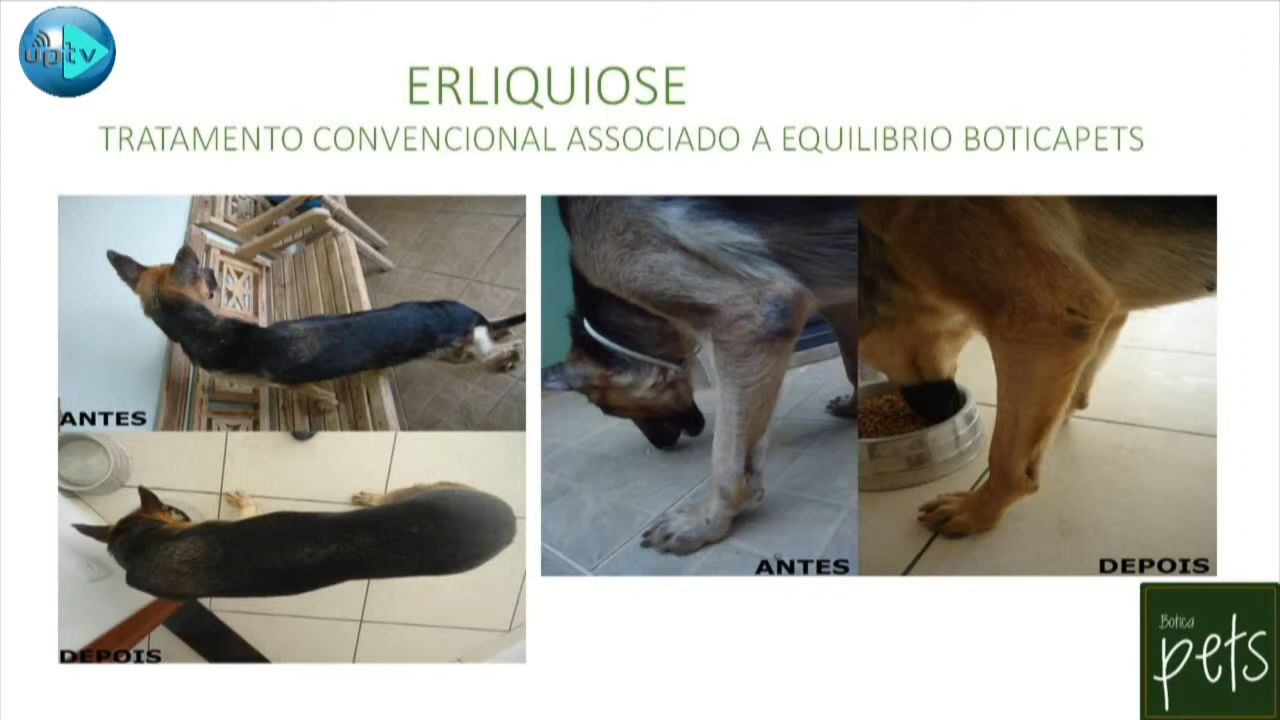 uptv
ERLIQUIOSE
TRATAMENTO CONVENCIONAL ASSOCIADO A EQUILIBRIO BOTICAPETS
ANTES
DEPOIS
ANTES
DEPOIS
Botica
pets